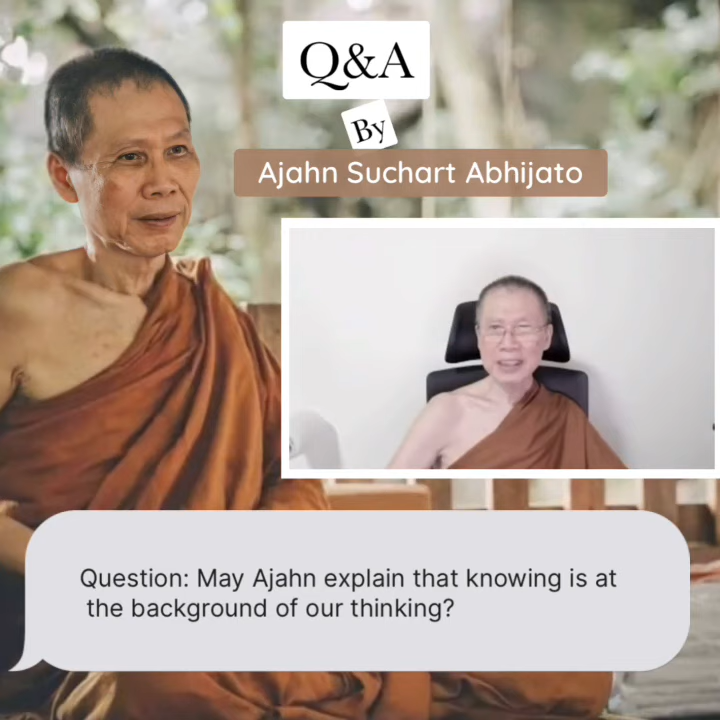 Q&A
By
Ajahn Suchart Abhijato
Question: May Ajahn explain that knowing is at
the background of our thinking?